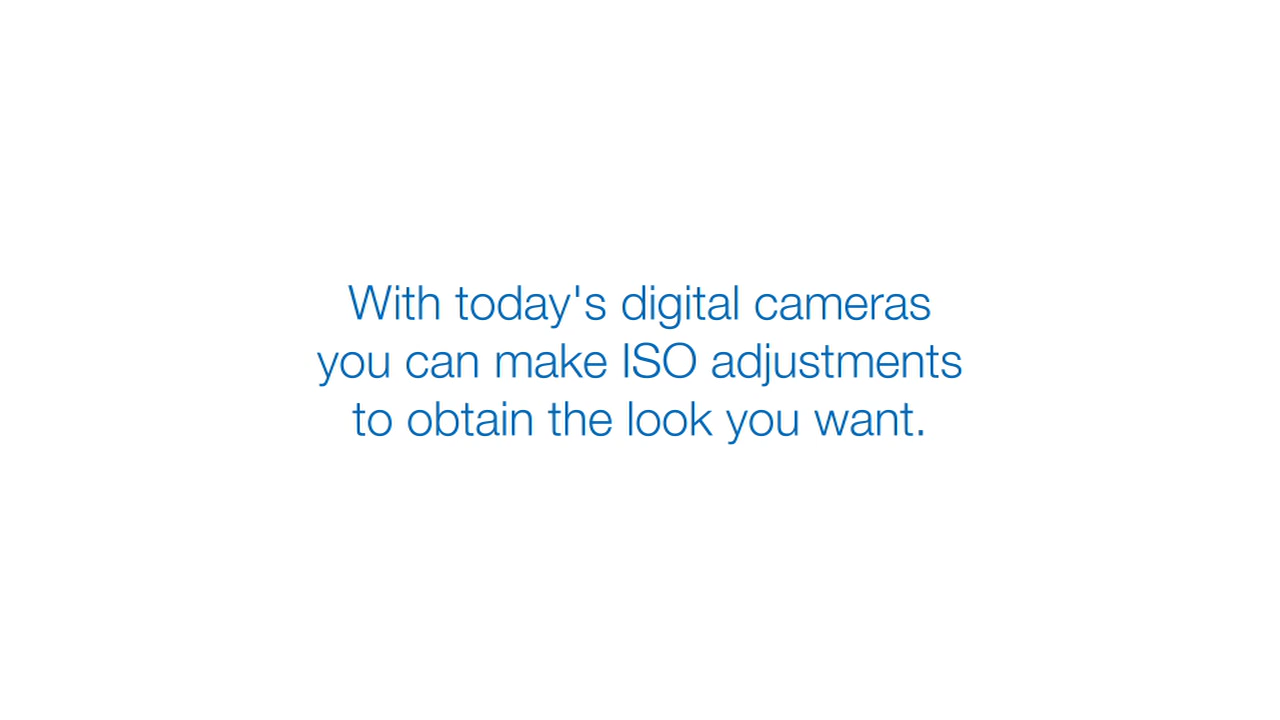 With today's digital cameras
you can make ISO adjustments
to obtain the look you want.